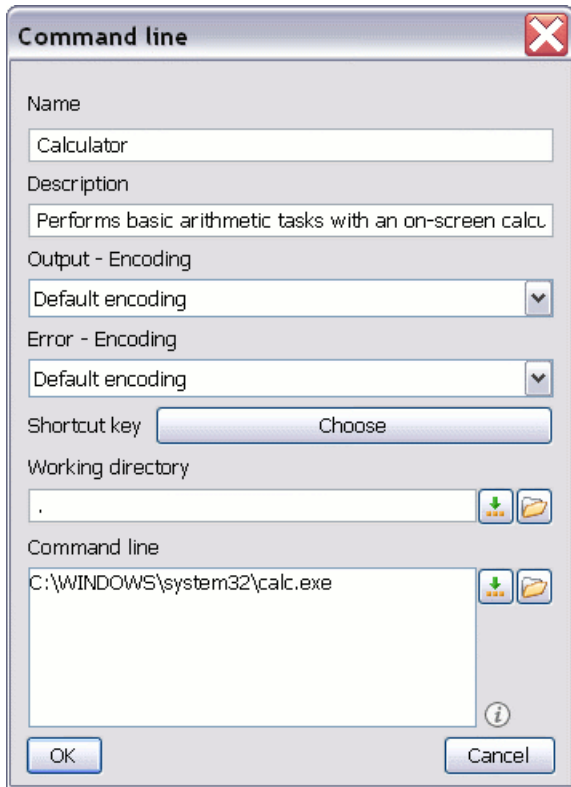 Command line
Name
Calculator
Description
Performs basic arithmetic tasks with an on-screen calcu
Output - Encoding
Default encoding
Error - Encoding
Default encoding
Shortcut key Choose
Working directory
.
Command line
C:\WINDOWS\system32\calc.exe
OK Cancel